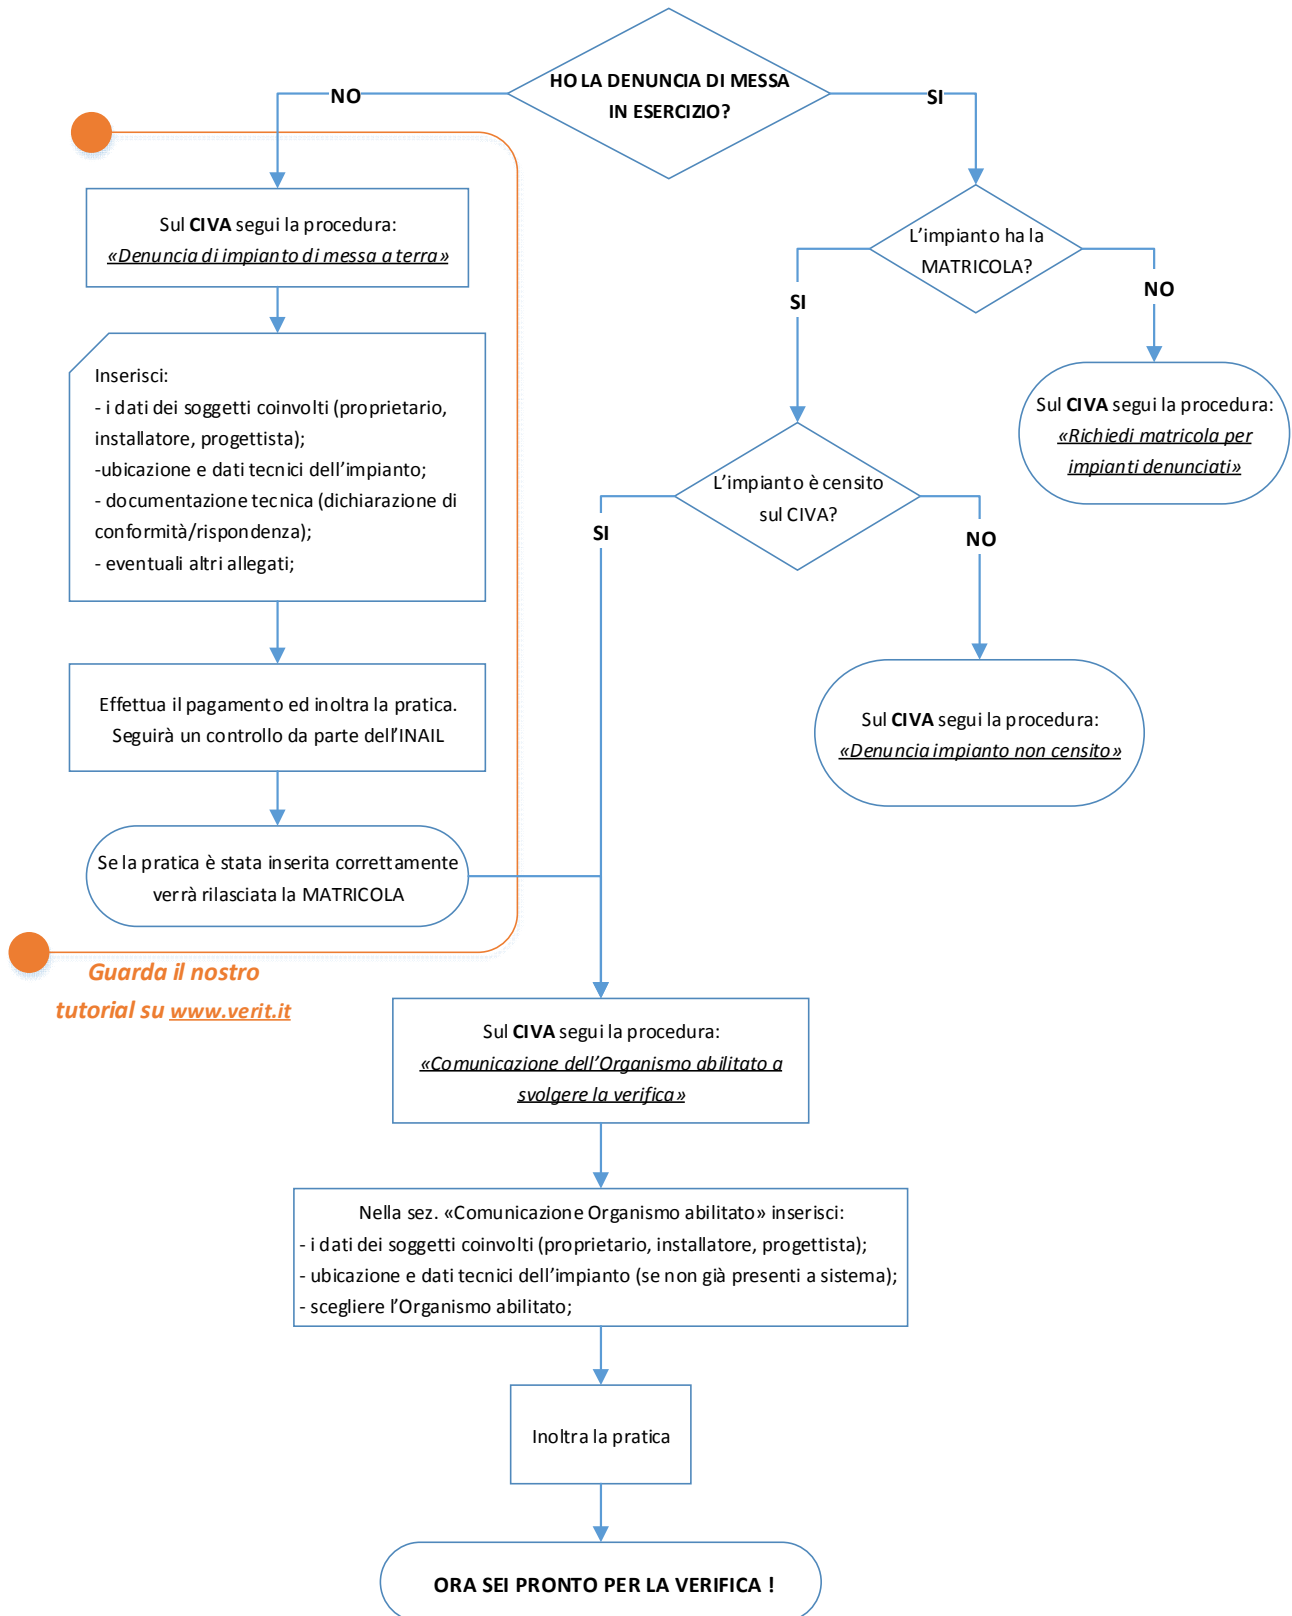 HO LA DENUNCIA DI MESSA
IN ESERCIZIO?
NO
SI
Sul CIVA segui la procedura:
«Denuncia di impianto di messa a terra»
L'impianto ha la
MATRICOLA?
SI
NO
Inserisci:
- i dati dei soggetti coinvolti (proprietario,
installatore, progettista);
-ubicazione e dati tecnici dell'impianto;
- documentazione tecnica (dichiarazione di
conformità/rispondenza);
- eventuali altri allegati;
Sul CIVA segui la procedura:
«Richiedi matricola per
impianti denunciati»
L'impianto è censito
sul CIVA?
SI
NO
Effettua il pagamento ed inoltra la pratica.
Seguirà un controllo da parte dell'INAIL
Sul CIVA segui la procedura:
«Denuncia impianto non censito»
Se la pratica è stata inserita correttamente
verrà rilasciata la MATRICOLA
Guarda il nostro
tutorial su www.verit.it
Sul CIVA segui la procedura:
«Comunicazione dell'Organismo abilitato a
svolgere la verifica»
Nella sez. «Comunicazione Organismo abilitato» inserisci:
- i dati dei soggetti coinvolti (proprietario, installatore, progettista);
- ubicazione e dati tecnici dell'impianto (se non già presenti a sistema);
- scegliere l'Organismo abilitato;
Inoltra la pratica
ORA SEI PRONTO PER LA VERIFICA !